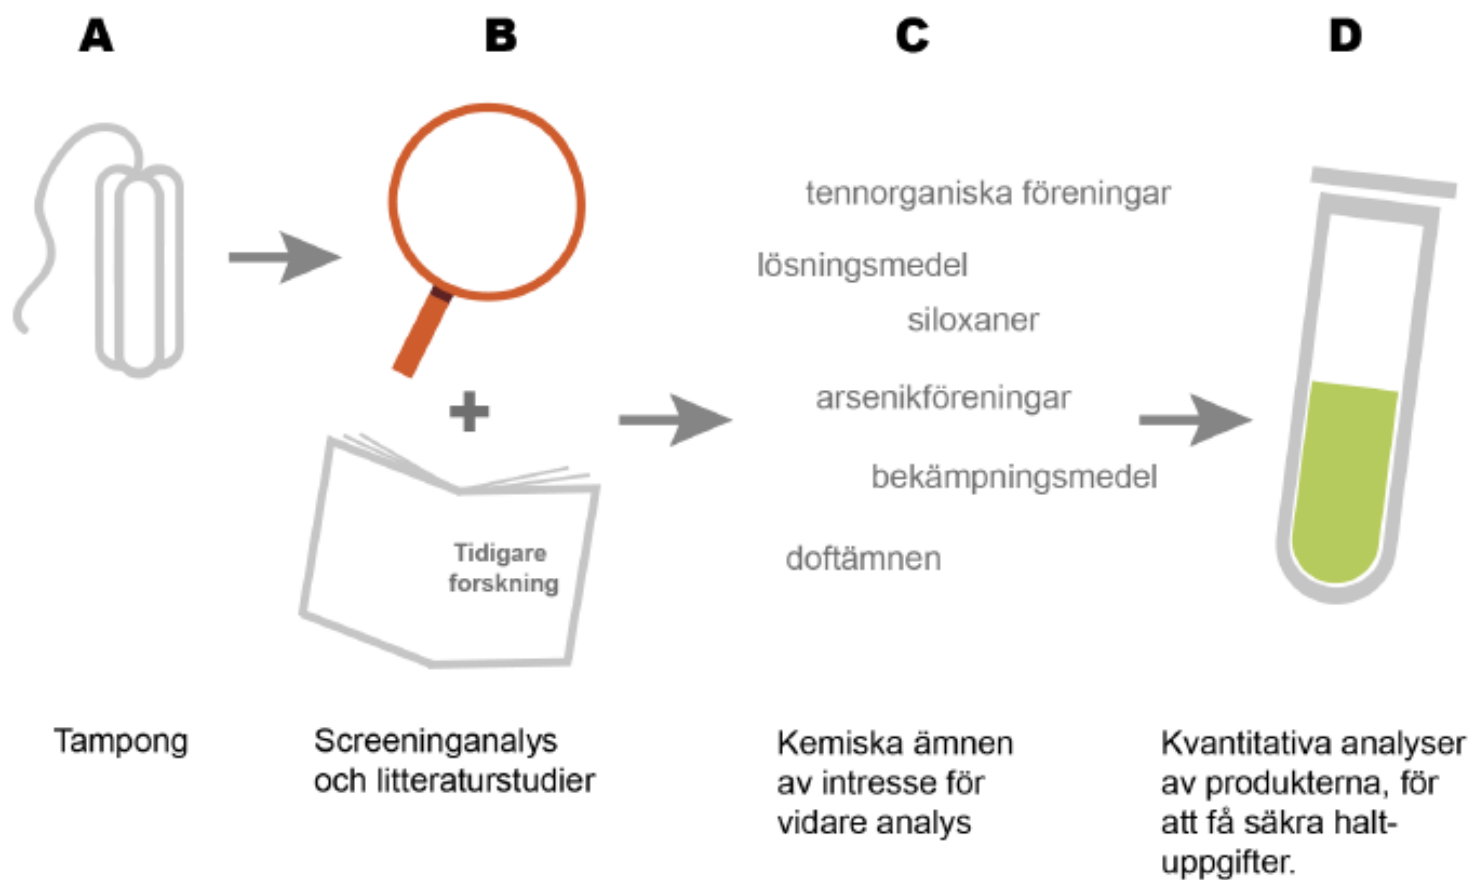 A
B
C
D
tennorganiska föreningar
lösningsmedel
siloxaner
arsenikföreningar
bekämpningsmedel
doftämnen
Tidigare
forskning
Tampong
Screeninganalys
och litteraturstudier
Kemiska ämnen
av intresse för
vidare analys
Kvantitativa analyser
av produkterna, för
att få säkra halt-
uppgifter.